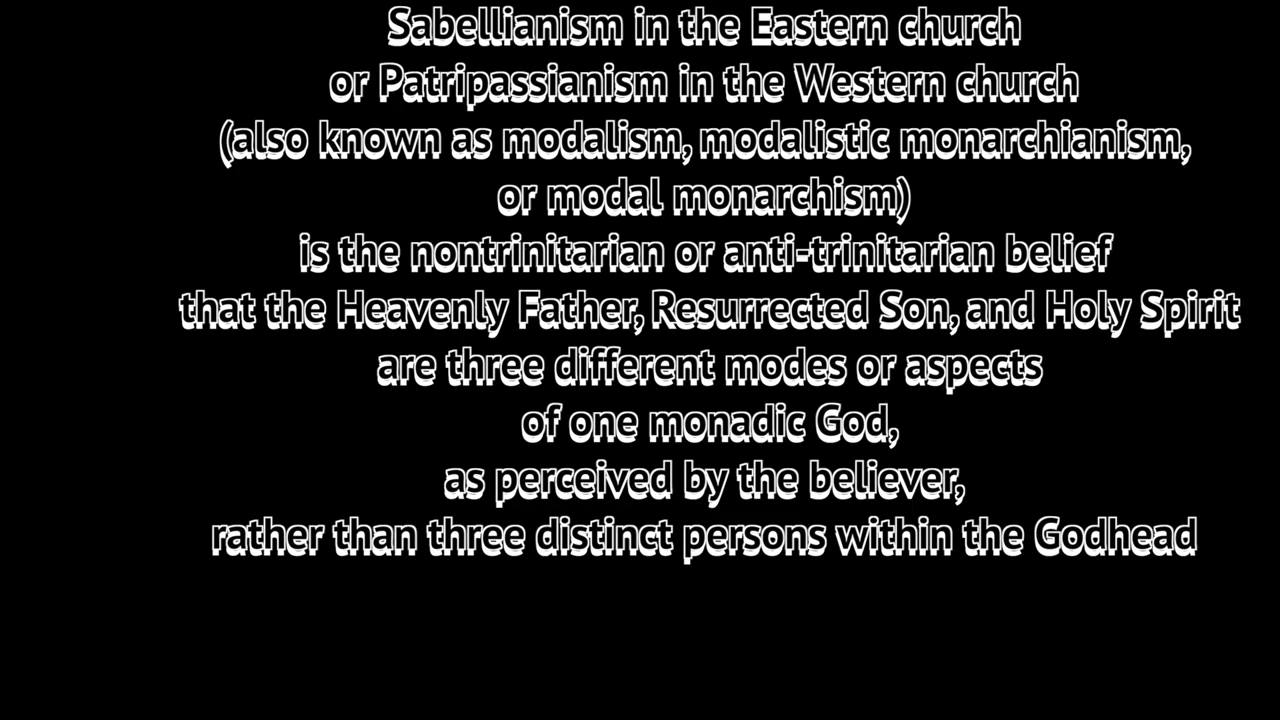 Sabellianism in the Eastern church
or Patripassianism in the Western church
(also known as modalism, modalistic monarchianism,
or modal monarchism)
is the nontrinitarian or anti-trinitarian belief
that the Heavenly Father, Resurrected Son, and Holy Spirit
are three different modes or aspects
of one monadic God,
as perceived by the believer,
rather than three distinct persons within the Godhead